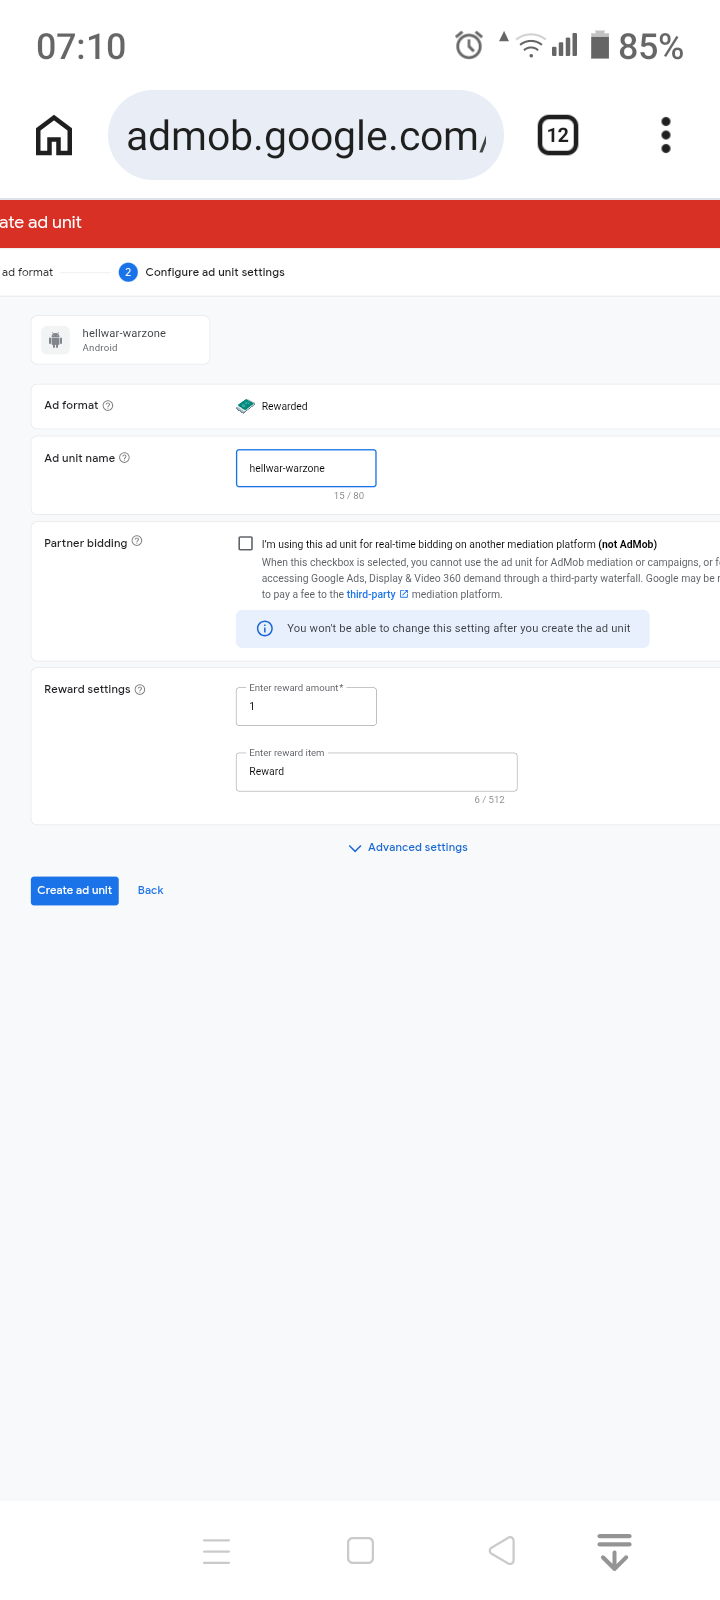 07:10
85%
admob.google.com/
12
ate ad unit
ad format
2
Configure ad unit settings
hellwar-warzone
Android
Ad format
Rewarded
Ad unit name
hellwar-warzone
15 / 80
Partner bidding
I'm using this ad unit for real-time bidding on another mediation platform (not AdMob)
When this checkbox is selected, you cannot use the ad unit for AdMob mediation or campaigns, or f
accessing Google Ads, Display & Video 360 demand through a third-party waterfall. Google may be r
to pay a fee to the third-party mediation platform.
You won't be able to change this setting after you create the ad unit
Reward settings
Enter reward amount*
1
Enter reward item
Reward
6 / 512
Advanced settings
Create ad unit
Back